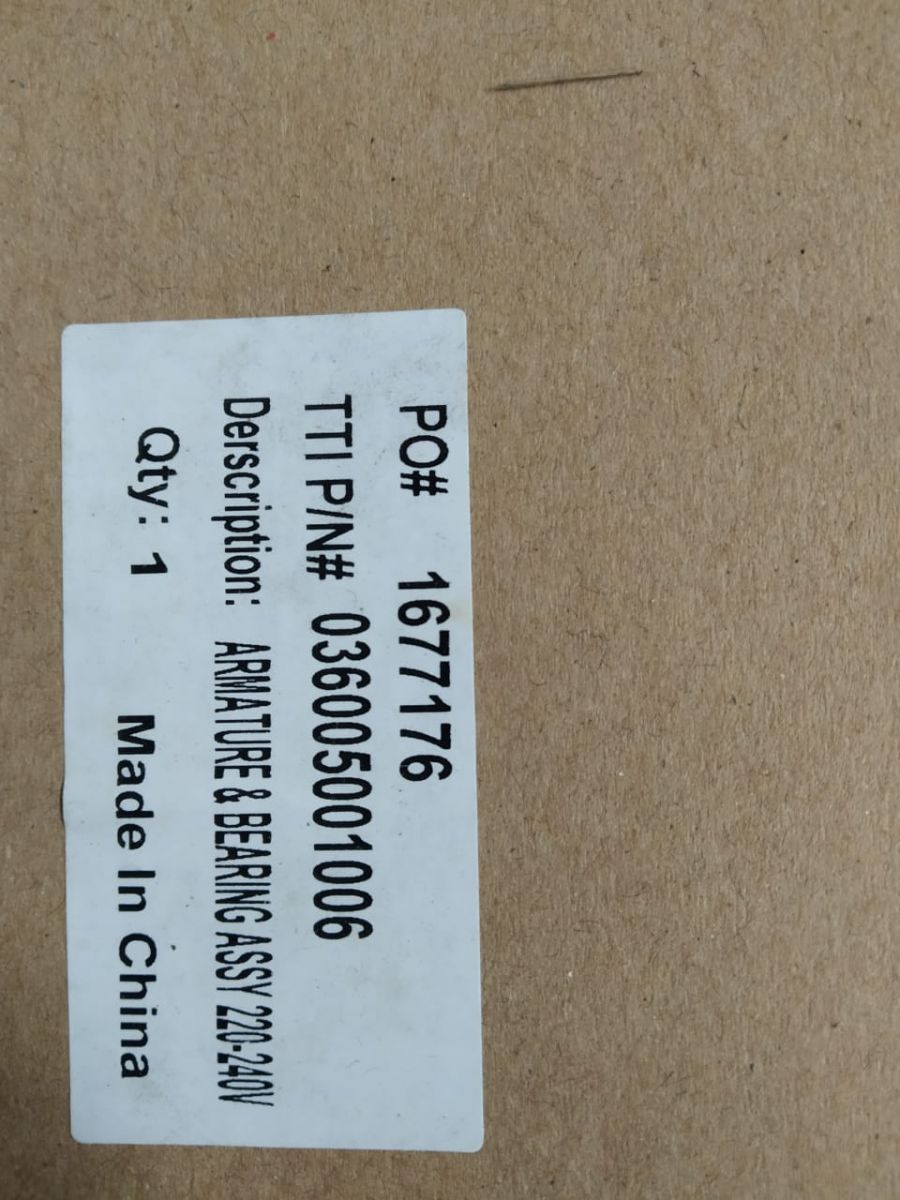 PO# 1677176
TTI P/N# 036005001006
Derscription: ARMATURE & BEARING ASSY 220-240V
Qty: 1 Made In China